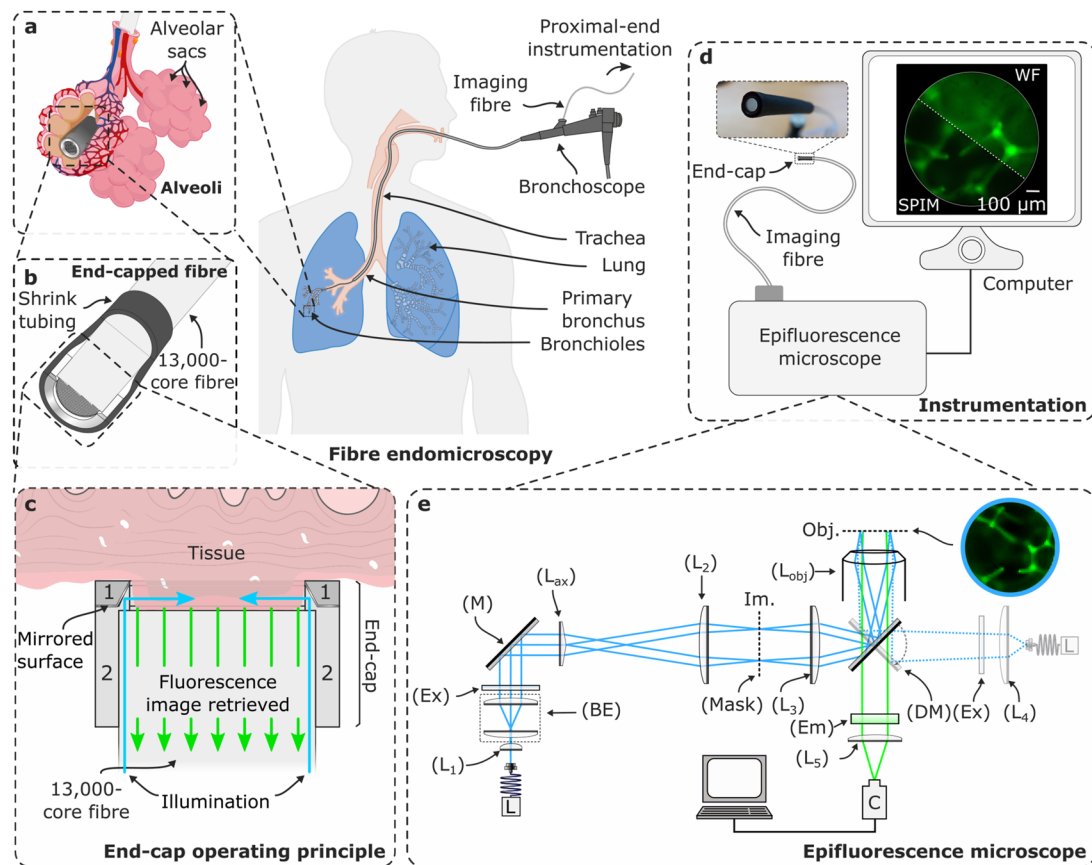 a
Alveolar
sacs
Alveoli
Proximal-end
instrumentation
Imaging
fibre
Bronchoscope
Trachea
Lung
Primary
bronchus
Bronchioles
Fibre endomicroscopy
b
End-capped fibre
Shrink
tubing
13,000-
core fibre
c
Tissue
1
1
Mirrored
surface
2
2
End-cap
Fluorescence
image retrieved
13,000-
core fibre
Illumination
End-cap operating principle
d
WF
SPIM
100 µm
End-cap
Imaging
fibre
Computer
Epifluorescence
microscope
Instrumentation
e
Obj.
(Lobj)
(L2)
Im.
(Lax)
(M)
(Ex)
(BE)
(L1)
L
(Mask)
(L3)
(Em)
(L5)
(DM)
(Ex)
(L4)
L
C
Epifluorescence microscope